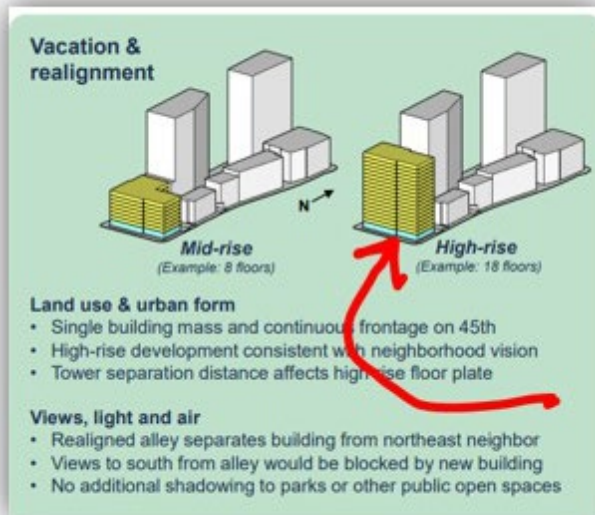 Vacation &
realignment
N
Mid-rise
(Example: 8 floors)
High-rise
(Example: 18 floors)
Land use & urban form
• Single building mass and continuous frontage on 45th
• High-rise development consistent with neighborhood vision
• Tower separation distance affects high-rise floor plate
Views, light and air
• Realigned alley separates building from northeast neighbor
• Views to south from alley would be blocked by new building
• No additional shadowing to parks or other public open spaces